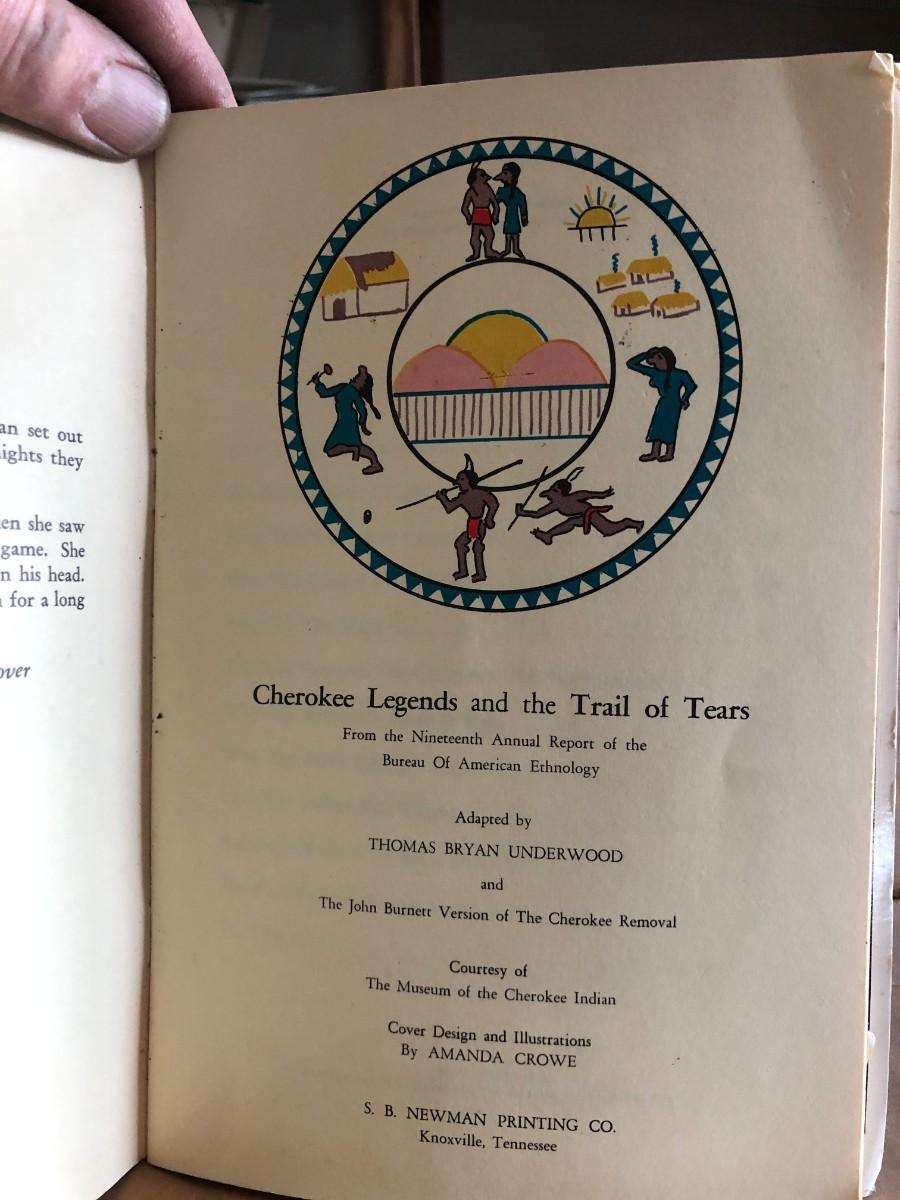 an set out
ights they
en she saw
game. She
n his head.
for a long
over
Cherokee Legends and the Trail of Tears
From the Nineteenth Annual Report of the
Bureau Of American Ethnology
Adapted by
THOMAS BRYAN UNDERWOOD
and
The John Burnett Version of The Cherokee Removal
Courtesy of
The Museum of the Cherokee Indian
Cover Design and Illustrations
By AMANDA CROWE
S. B. NEWMAN PRINTING CO.
Knoxville, Tennessee